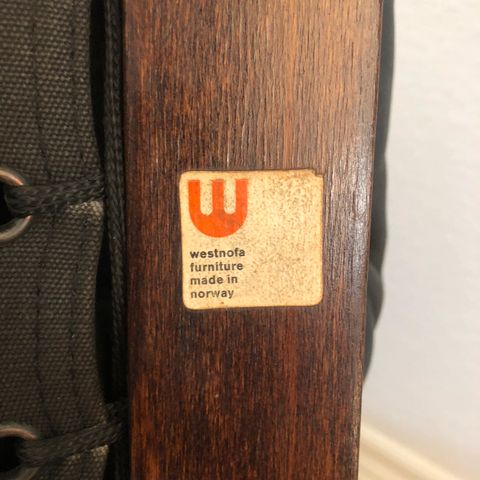 westnofa
furniture
made in
norway